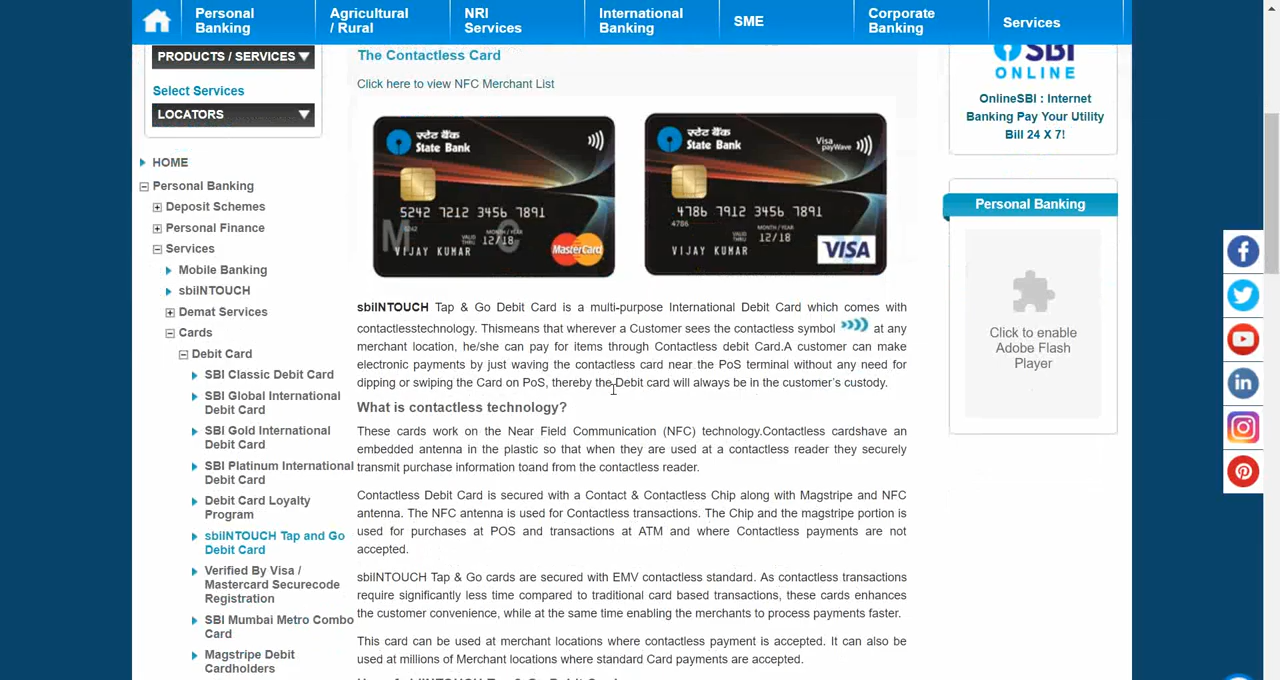 Personal Banking
Agricultural / Rural
NRI Services
International Banking
SME
Corporate Banking
Services
PRODUCTS / SERVICES
Select Services
LOCATORS
HOME
Personal Banking
Deposit Schemes
Personal Finance
Services
Mobile Banking
sbiINTOUCH
Demat Services
Cards
Debit Card
SBI Classic Debit Card
SBI Global International
Debit Card
SBI Gold International
Debit Card
SBI Platinum International
Debit Card
Debit Card Loyalty
Program
sbiINTOUCH Tap and Go
Debit Card
Verified By Visa /
Mastercard Securecode
Registration
SBI Mumbai Metro Combo
Card
Magstripe Debit
Cardholders
The Contactless Card
Click here to view NFC Merchant List
स्टेट बैंक
State Bank
5242 7212 3456 7891
5242
VALID THRU
MONTH/YEAR
12/18
VIJAY KUMAR
MC
MasterCard
स्टेट बैंक
State Bank
Visa
payWave
4786 7912 3456 7891
4786
VALID THRU
MONTH/YEAR
12/18
VIJAY KUMAR
VISA
sbiINTOUCH Tap & Go Debit Card is a multi-purpose International Debit Card which comes with
contactlesstechnology. Thismeans that wherever a Customer sees the contactless symbol at any
merchant location, he/she can pay for items through Contactless debit Card.A customer can make
electronic payments by just waving the contactless card near the PoS terminal without any need for
dipping or swiping the Card on PoS, thereby the Debit card will always be in the customer's custody.
What is contactless technology?
These cards work on the Near Field Communication (NFC) technology.Contactless cardshave an
embedded antenna in the plastic so that when they are used at a contactless reader they securely
transmit purchase information toand from the contactless reader.
Contactless Debit Card is secured with a Contact & Contactless Chip along with Magstripe and NFC
antenna. The NFC antenna is used for Contactless transactions. The Chip and the magstripe portion is
used for purchases at POS and transactions at ATM and where Contactless payments are not
accepted.
sbiINTOUCH Tap & Go cards are secured with EMV contactless standard. As contactless transactions
require significantly less time compared to traditional card based transactions, these cards enhances
the customer convenience, while at the same time enabling the merchants to process payments faster.
This card can be used at merchant locations where contactless payment is accepted. It can also be
used at millions of Merchant locations where standard Card payments are accepted.
SBI
ONLINE
OnlineSBI : Internet
Banking Pay Your Utility
Bill 24 X 7!
Personal Banking
Click to enable
Adobe Flash
Player